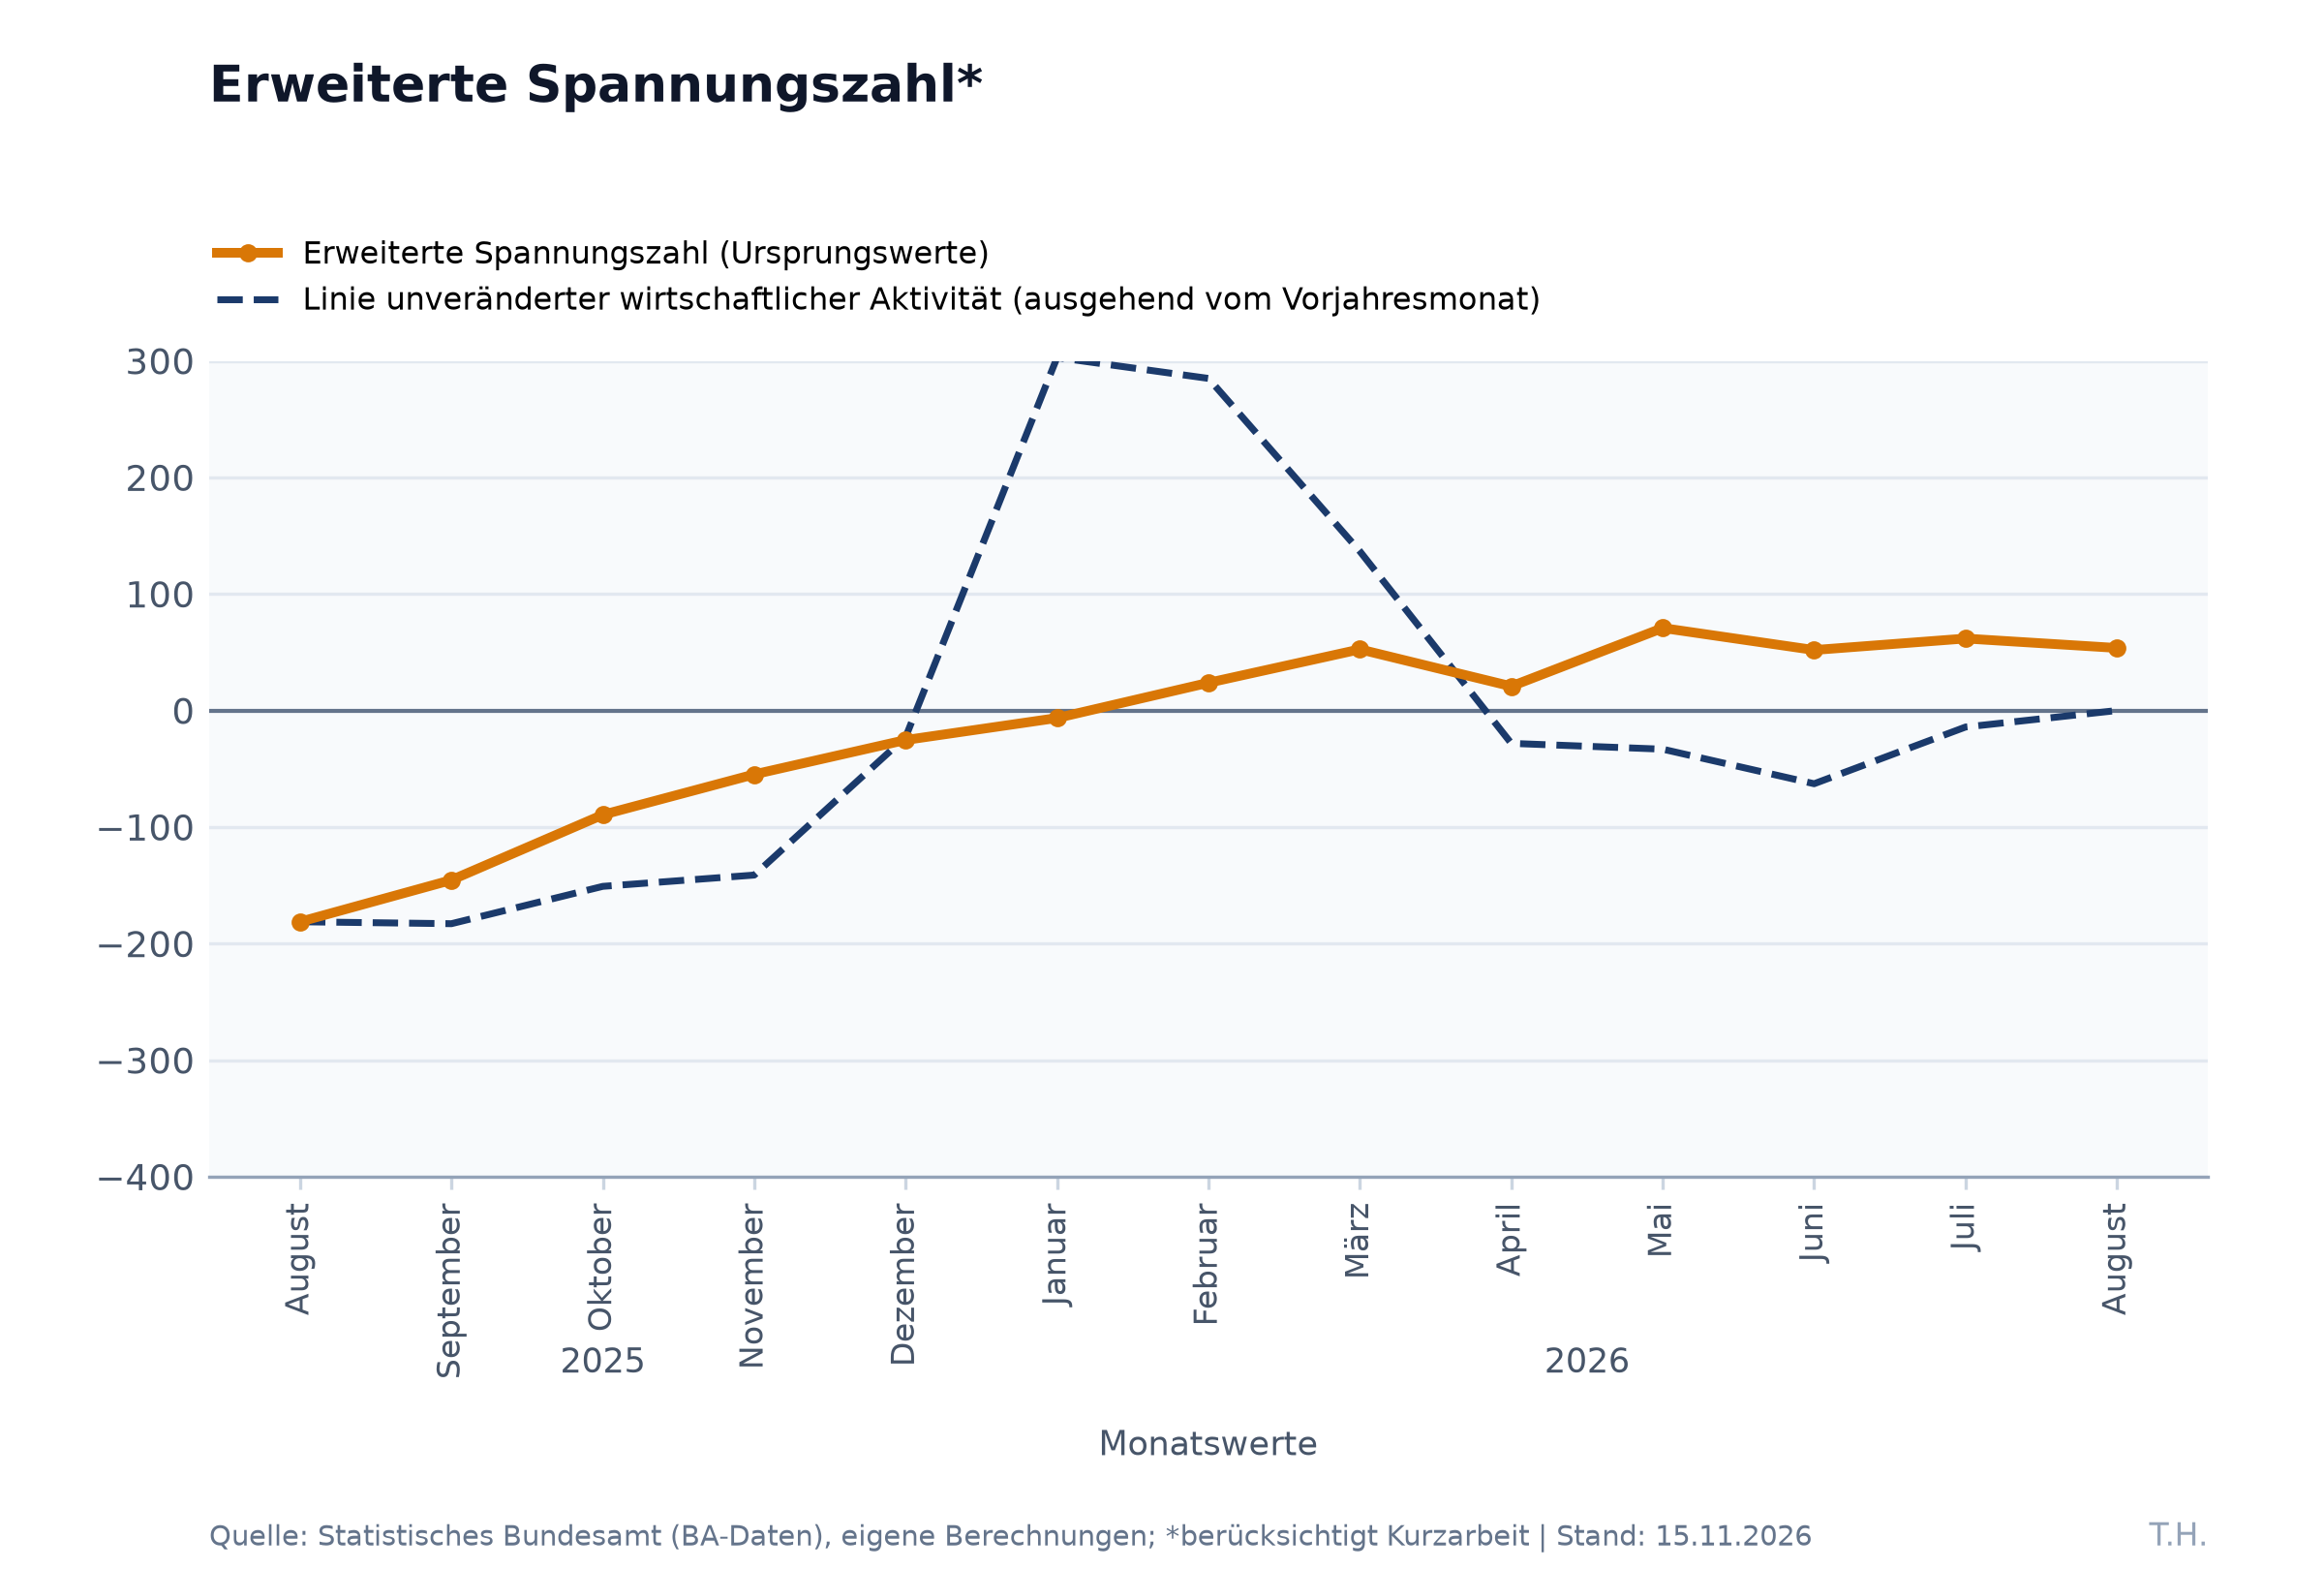 Erweiterte Spannungszahl*
Erweiterte Spannungszahl (Ursprungswerte)
Linie unveränderter wirtschaftlicher Aktivität (ausgehend vom Vorjahresmonat)
300
200
100
0
−100
−200
−300
−400
August
September
Oktober
November
Dezember
Januar
Februar
März
April
Mai
Juni
Juli
August
2025
2026
Monatswerte
Quelle: Statistisches Bundesamt (BA-Daten), eigene Berechnungen; *berücksichtigt Kurzarbeit | Stand: 15.11.2026
T.H.